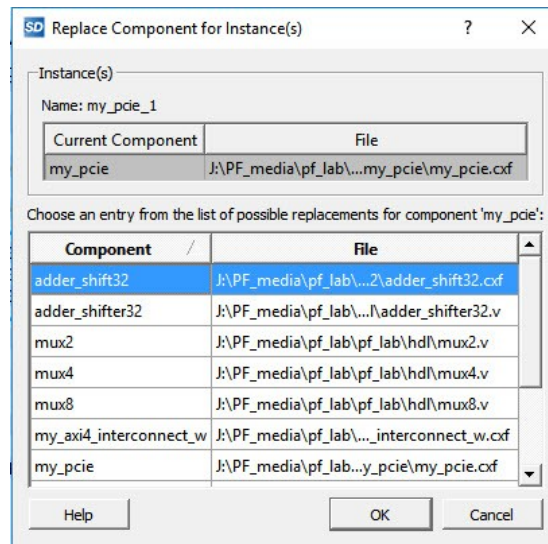 SD Replace Component for Instance(s) ?
Instance(s)
Name: my_pcie_1
Current Component File
my_pcie J:\PF_media\pf_lab\...my_pcie\my_pcie.cxf
Choose an entry from the list of possible replacements for component 'my_pcie':
Component File
adder_shift32 J:\PF_media\pf_lab\...2\adder_shift32.cxf
adder_shifter32 J:\PF_media\pf_lab\...l\adder_shifter32.v
mux2 J:\PF_media\pf_lab\pf_lab\hdl\mux2.v
mux4 J:\PF_media\pf_lab\pf_lab\hdl\mux4.v
mux8 J:\PF_media\pf_lab\pf_lab\hdl\mux8.v
my_axi4_interconnect_w J:\PF_media\pf_lab\..._interconnect_w.cxf
my_pcie J:\PF_media\pf_lab...y_pcie\my_pcie.cxf
Help OK Cancel